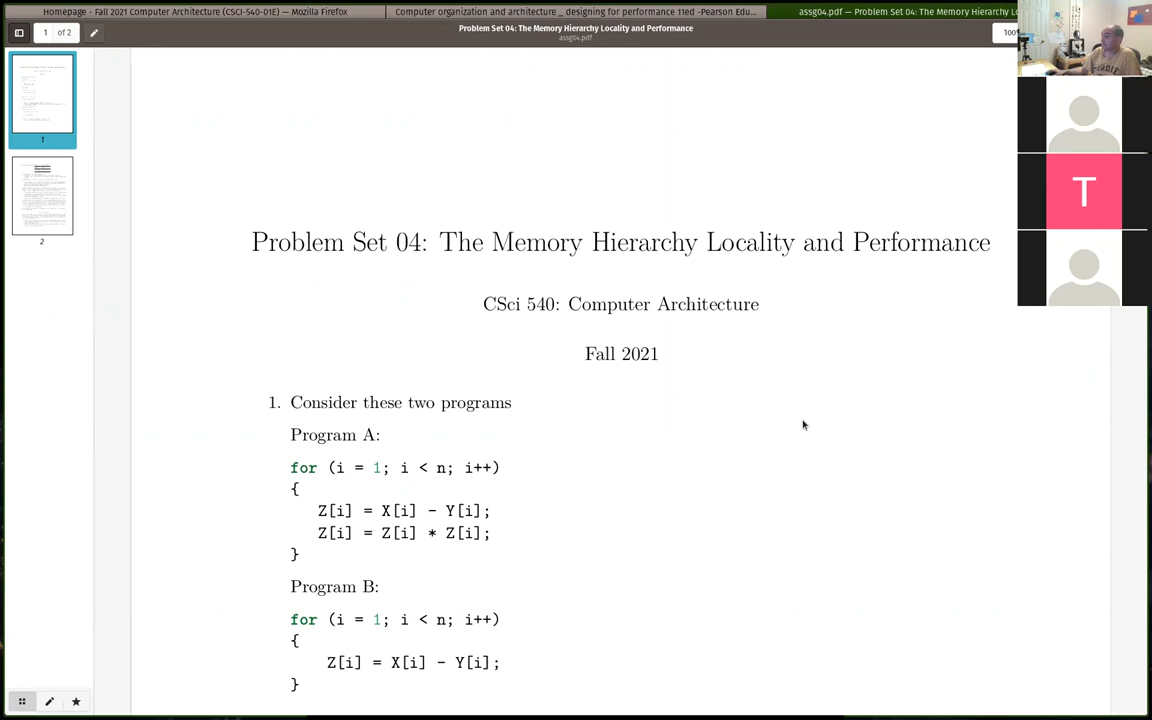 Homepage - Fall 2021 Computer Architecture (CSCI-540-01E) — Mozilla Firefox
Computer organization and architecture _ designing for performance 11ed -Pearson Edu...
assg04.pdf — Problem Set 04: The Memory Hierarchy Lo
1 of 2
Problem Set 04: The Memory Hierarchy Locality and Performance
assg04.pdf
100
1
2
T
Problem Set 04: The Memory Hierarchy Locality and Performance
CSci 540: Computer Architecture
Fall 2021
1. Consider these two programs
Program A:
for (i = 1; i < n; i++)
{
Z[i] = X[i] - Y[i];
Z[i] = Z[i] * Z[i];
}
Program B:
for (i = 1; i < n; i++)
{
Z[i] = X[i] - Y[i];
}